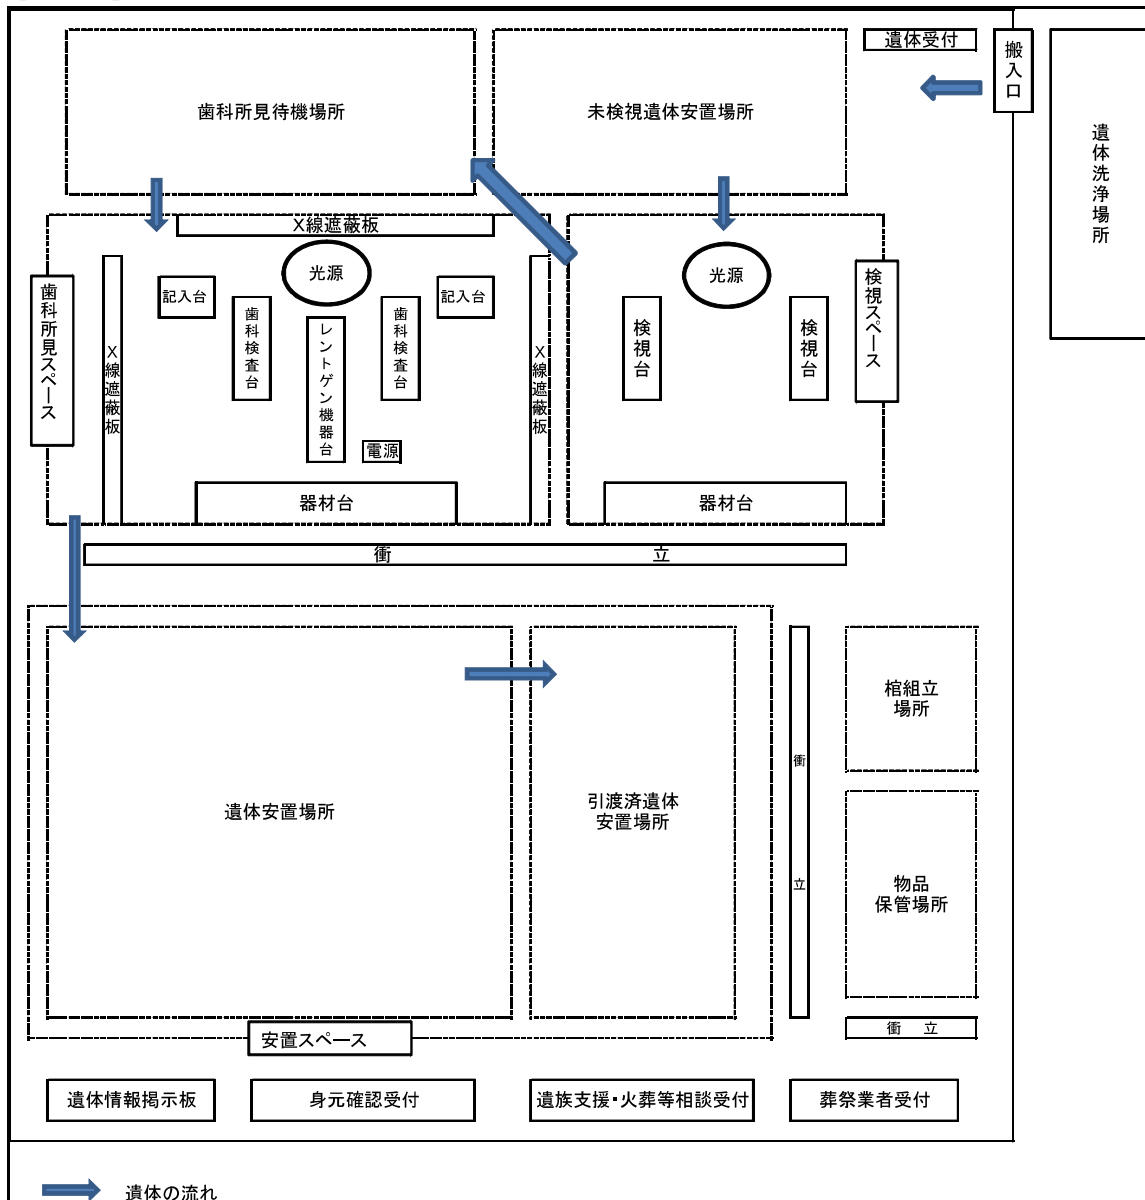 遺体受付
搬入口
歯科所見待機場所
未検視遺体安置場所
遺体洗浄場所
X線遮蔽板
光源
光源
歯科所見スペース
X線遮蔽板
記入台
歯科検査台
レントゲン機器台
歯科検査台
記入台
X線遮蔽板
検視台
検視台
検視スペース
電源
器材台
器材台
衝立
遺体安置場所
引渡済遺体
安置場所
衝立
棺組立
場所
物品
保管場所
衝 立
安置スペース
遺体情報掲示板
身元確認受付
遺族支援・火葬等相談受付
葬祭業者受付
遺体の流れ